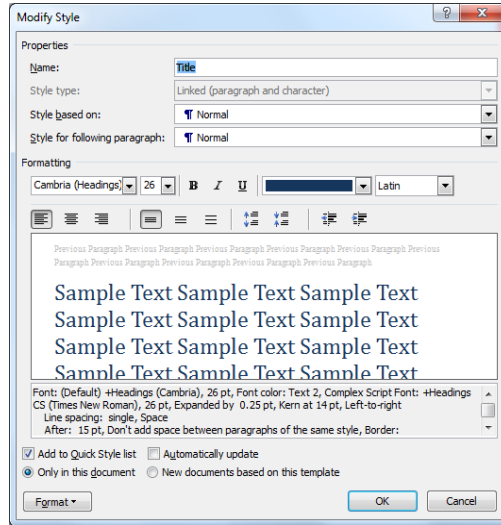 Modify Style
Properties
Name: Title
Style type: Linked (paragraph and character)
Style based on: ¶ Normal
Style for following paragraph: ¶ Normal
Formatting
Cambria (Headings) 26 B I U Latin
Previous Paragraph Previous Paragraph Previous Paragraph Previous Paragraph Previous Paragraph Previous
Paragraph Previous Paragraph Previous Paragraph Previous Paragraph Previous Paragraph
Sample Text Sample Text Sample Text
Sample Text Sample Text Sample Text
Sample Text Sample Text Sample Text
Sample Text Sample Text Sample Text
Font: (Default) +Headings (Cambria), 26 pt, Font color: Text 2, Complex Script Font: +Headings
CS (Times New Roman), 26 pt, Expanded by 0.25 pt, Kern at 14 pt, Left-to-right
Line spacing: single, Space
After: 15 pt, Don't add space between paragraphs of the same style, Border:
Add to Quick Style list Automatically update
Only in this document New documents based on this template
Format OK Cancel